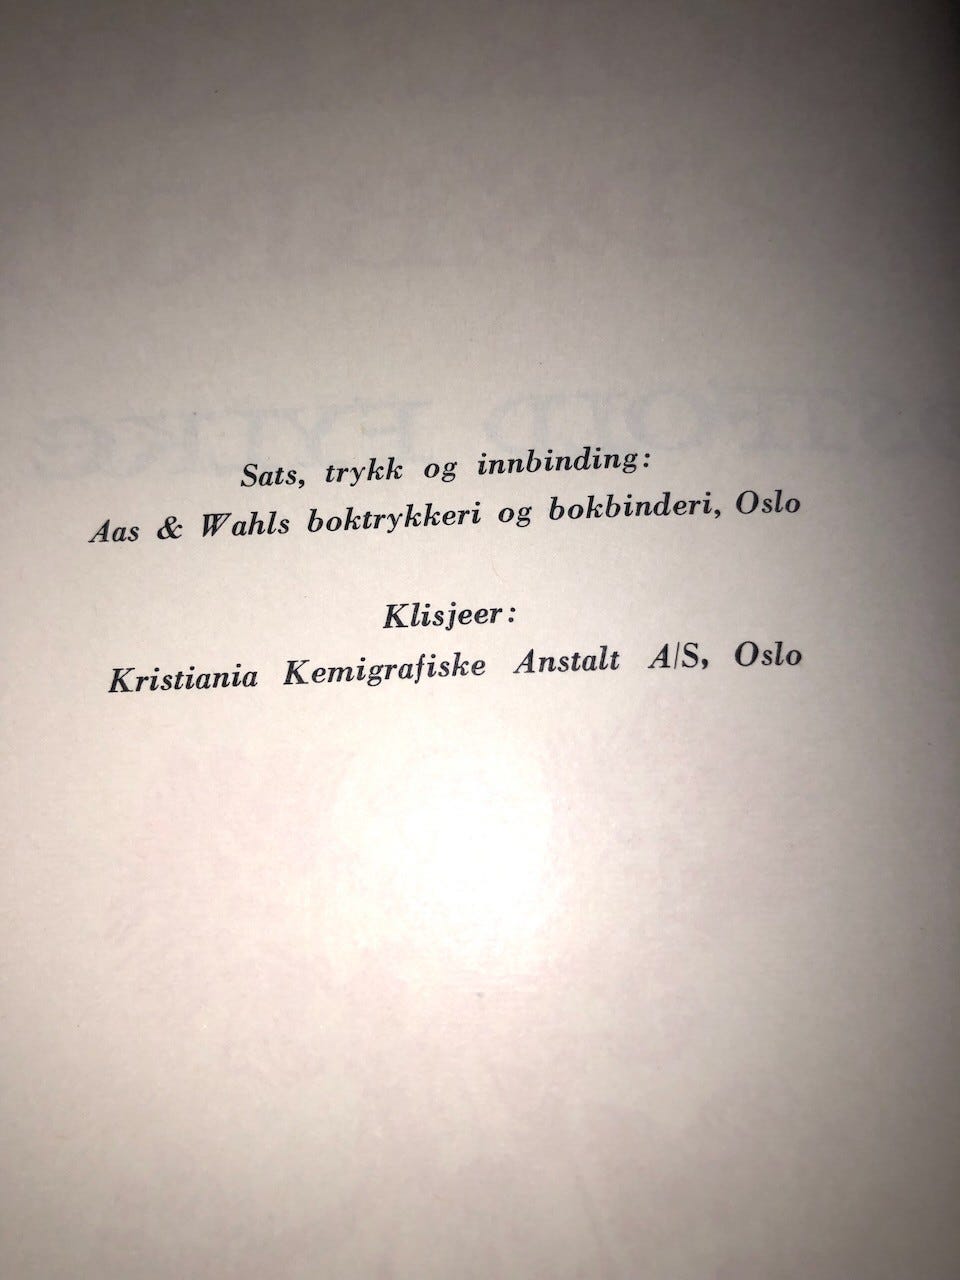 Sats, trykk og innbinding:
Aas & Wahls boktrykkeri og bokbinderi, Oslo
Klisjeer:
Kristiania Kemigrafiske Anstalt A/S, Oslo